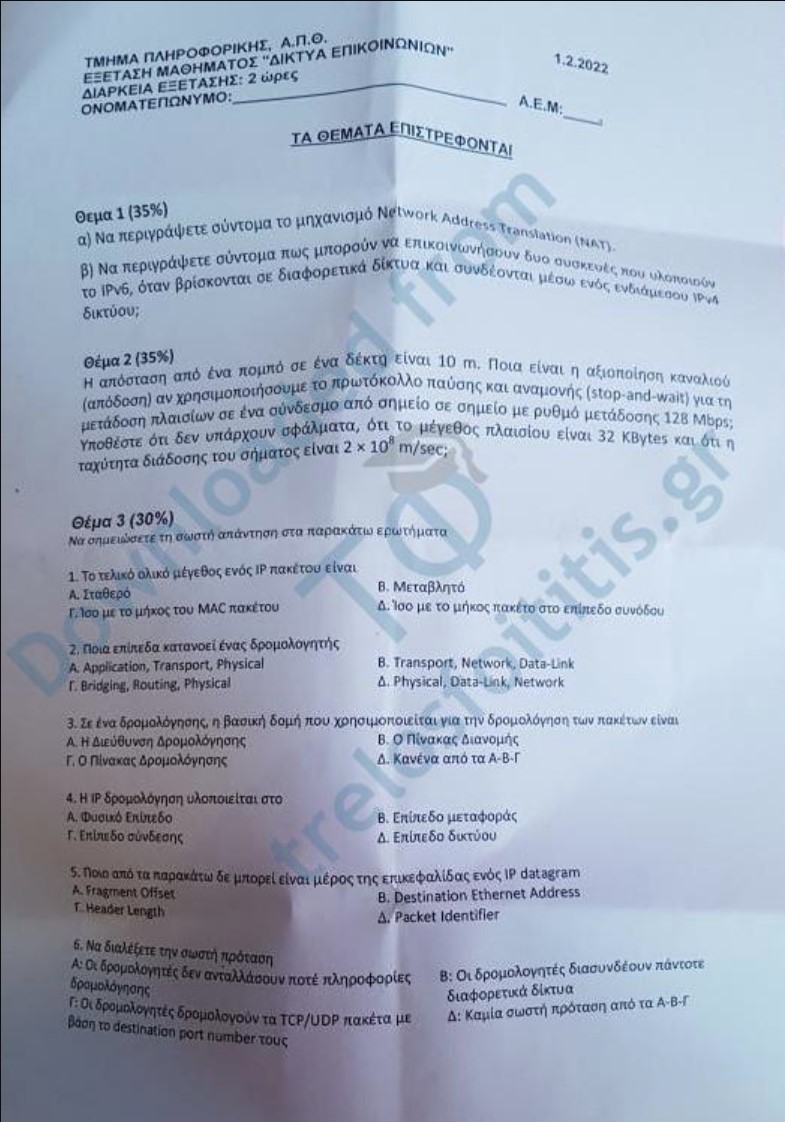 ΤΜΗΜΑ ΠΛΗΡΟΦΟΡΙΚΗΣ, Α.Π.Θ.
ΕΞΕΤΑΣΗ ΜΑΘΗΜΑΤΟΣ "ΔΙΚΤΥΑ ΕΠΙΚΟΙΝΩΝΙΩΝ"
1.2.2022
ΔΙΑΡΚΕΙΑ ΕΞΕΤΑΣΗΣ: 2 ώρες
ΟΝΟΜΑΤΕΠΩΝΥΜΟ:
Α.Ε.Μ:
ΤΑ ΘΕΜΑΤΑ ΕΠΙΣΤΡΕΦΟΝΤΑΙ
Θεμα 1 (35%)
α) Να περιγράψετε σύντομα το μηχανισμό Network Address Translation (NAT).
β) Να περιγράψετε σύντομα πως μπορούν να επικοινωνήσουν δυο συσκευές που υλοποιούν
το IPv6, όταν βρίσκονται σε διαφορετικά δίκτυα και συνδέονται μέσω ενός ενδιάμεσου IPv4
δικτύου;
Θέμα 2 (35%)
Η απόσταση από ένα πομπό σε ένα δέκτη είναι 10 m. Ποια είναι η αξιοποίηση καναλιού
(απόδοση) αν χρησιμοποιήσουμε το πρωτόκολλο παύσης και αναμονής (stop-and-wait) για τη
μετάδοση πλαισίων σε ένα σύνδεσμο από σημείο σε σημείο με ρυθμό μετάδοσης 128 Mbps;
Υποθέστε ότι δεν υπάρχουν σφάλματα, ότι το μέγεθος πλαισίου είναι 32 KBytes και ότι η
ταχύτητα διάδοσης του σήματος είναι 2 × 10⁸ m/sec;
Θέμα 3 (30%)
Να σημειώσετε τη σωστή απάντηση στα παρακάτω ερωτήματα
1. Το τελικό ολικό μέγεθος ενός IP πακέτου είναι
Α. Σταθερό
Β. Μεταβλητό
Γ. Ίσο με το μήκος του MAC πακέτου
Δ. Ίσο με το μήκος πακέτο στο επίπεδο συνόδου
2. Ποια επίπεδα κατανοεί ένας δρομολογητής
Α. Application, Transport, Physical
Β. Transport, Network, Data-Link
Γ. Bridging, Routing, Physical
Δ. Physical, Data-Link, Network
3. Σε ένα δρομολόγησης, η βασική δομή που χρησιμοποιείται για την δρομολόγηση των πακέτων είναι
Α. Η Διεύθυνση Δρομολόγησης
Β. Ο Πίνακας Διανομής
Γ. Ο Πίνακας Δρομολόγησης
Δ. Κανένα από τα Α-Β-Γ
4. Η IP δρομολόγηση υλοποιείται στο
Α. Φυσικό Επίπεδο
Β. Επίπεδο μεταφοράς
Γ. Επίπεδο σύνδεσης
Δ. Επίπεδο δικτύου
5. Ποιο από τα παρακάτω δε μπορεί είναι μέρος της επικεφαλίδας ενός IP datagram
Α. Fragment Offset
Β. Destination Ethernet Address
Γ. Header Length
Δ. Packet Identifier
6. Να διαλέξετε την σωστή πρόταση
Α: Οι δρομολογητές δεν ανταλλάσουν ποτέ πληροφορίες
δρομολόγησης
Β: Οι δρομολογητές διασυνδέουν πάντοτε
διαφορετικά δίκτυα
Γ: Οι δρομολογητές δρομολογούν τα TCP/UDP πακέτα με
βάση το destination port number τους
Δ: Καμία σωστή πρόταση από τα Α-Β-Γ
Downloaded from
ΤΦ
trelosfoititis.gr